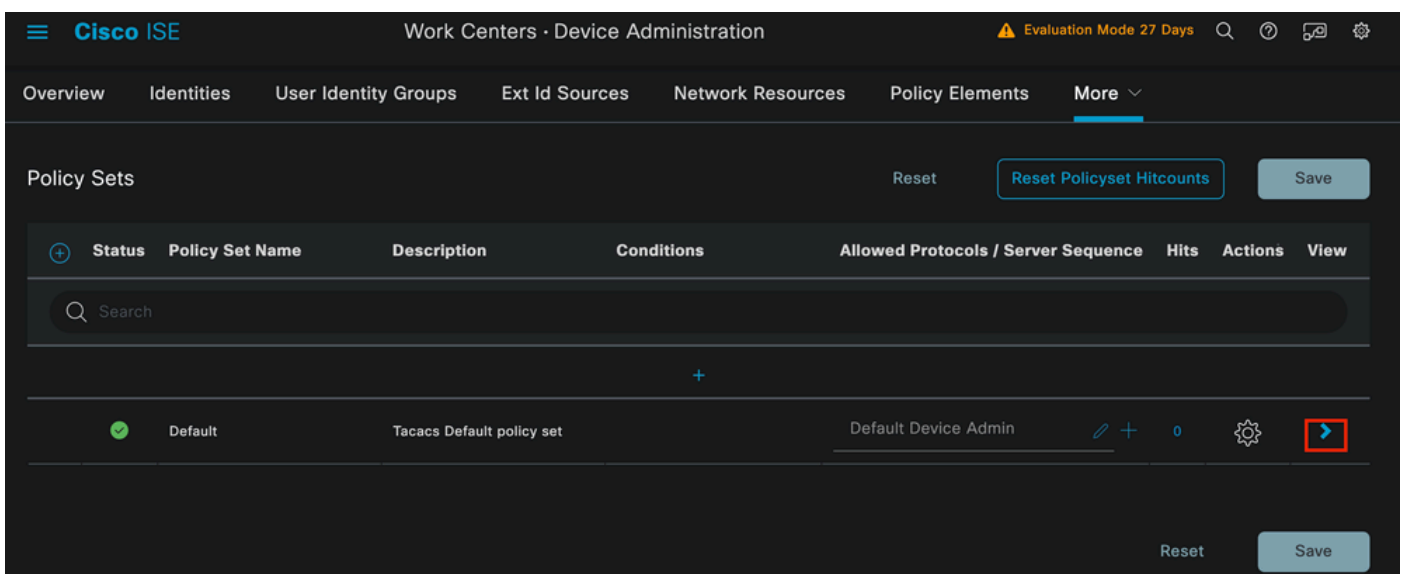 Cisco ISE Work Centers · Device Administration Evaluation Mode 27 Days
Overview Identities User Identity Groups Ext Id Sources Network Resources Policy Elements More
Policy Sets Reset Reset Policyset Hitcounts Save
Status Policy Set Name Description Conditions Allowed Protocols / Server Sequence Hits Actions View
Search
+
Default Tacacs Default policy set Default Device Admin + 0
Reset Save